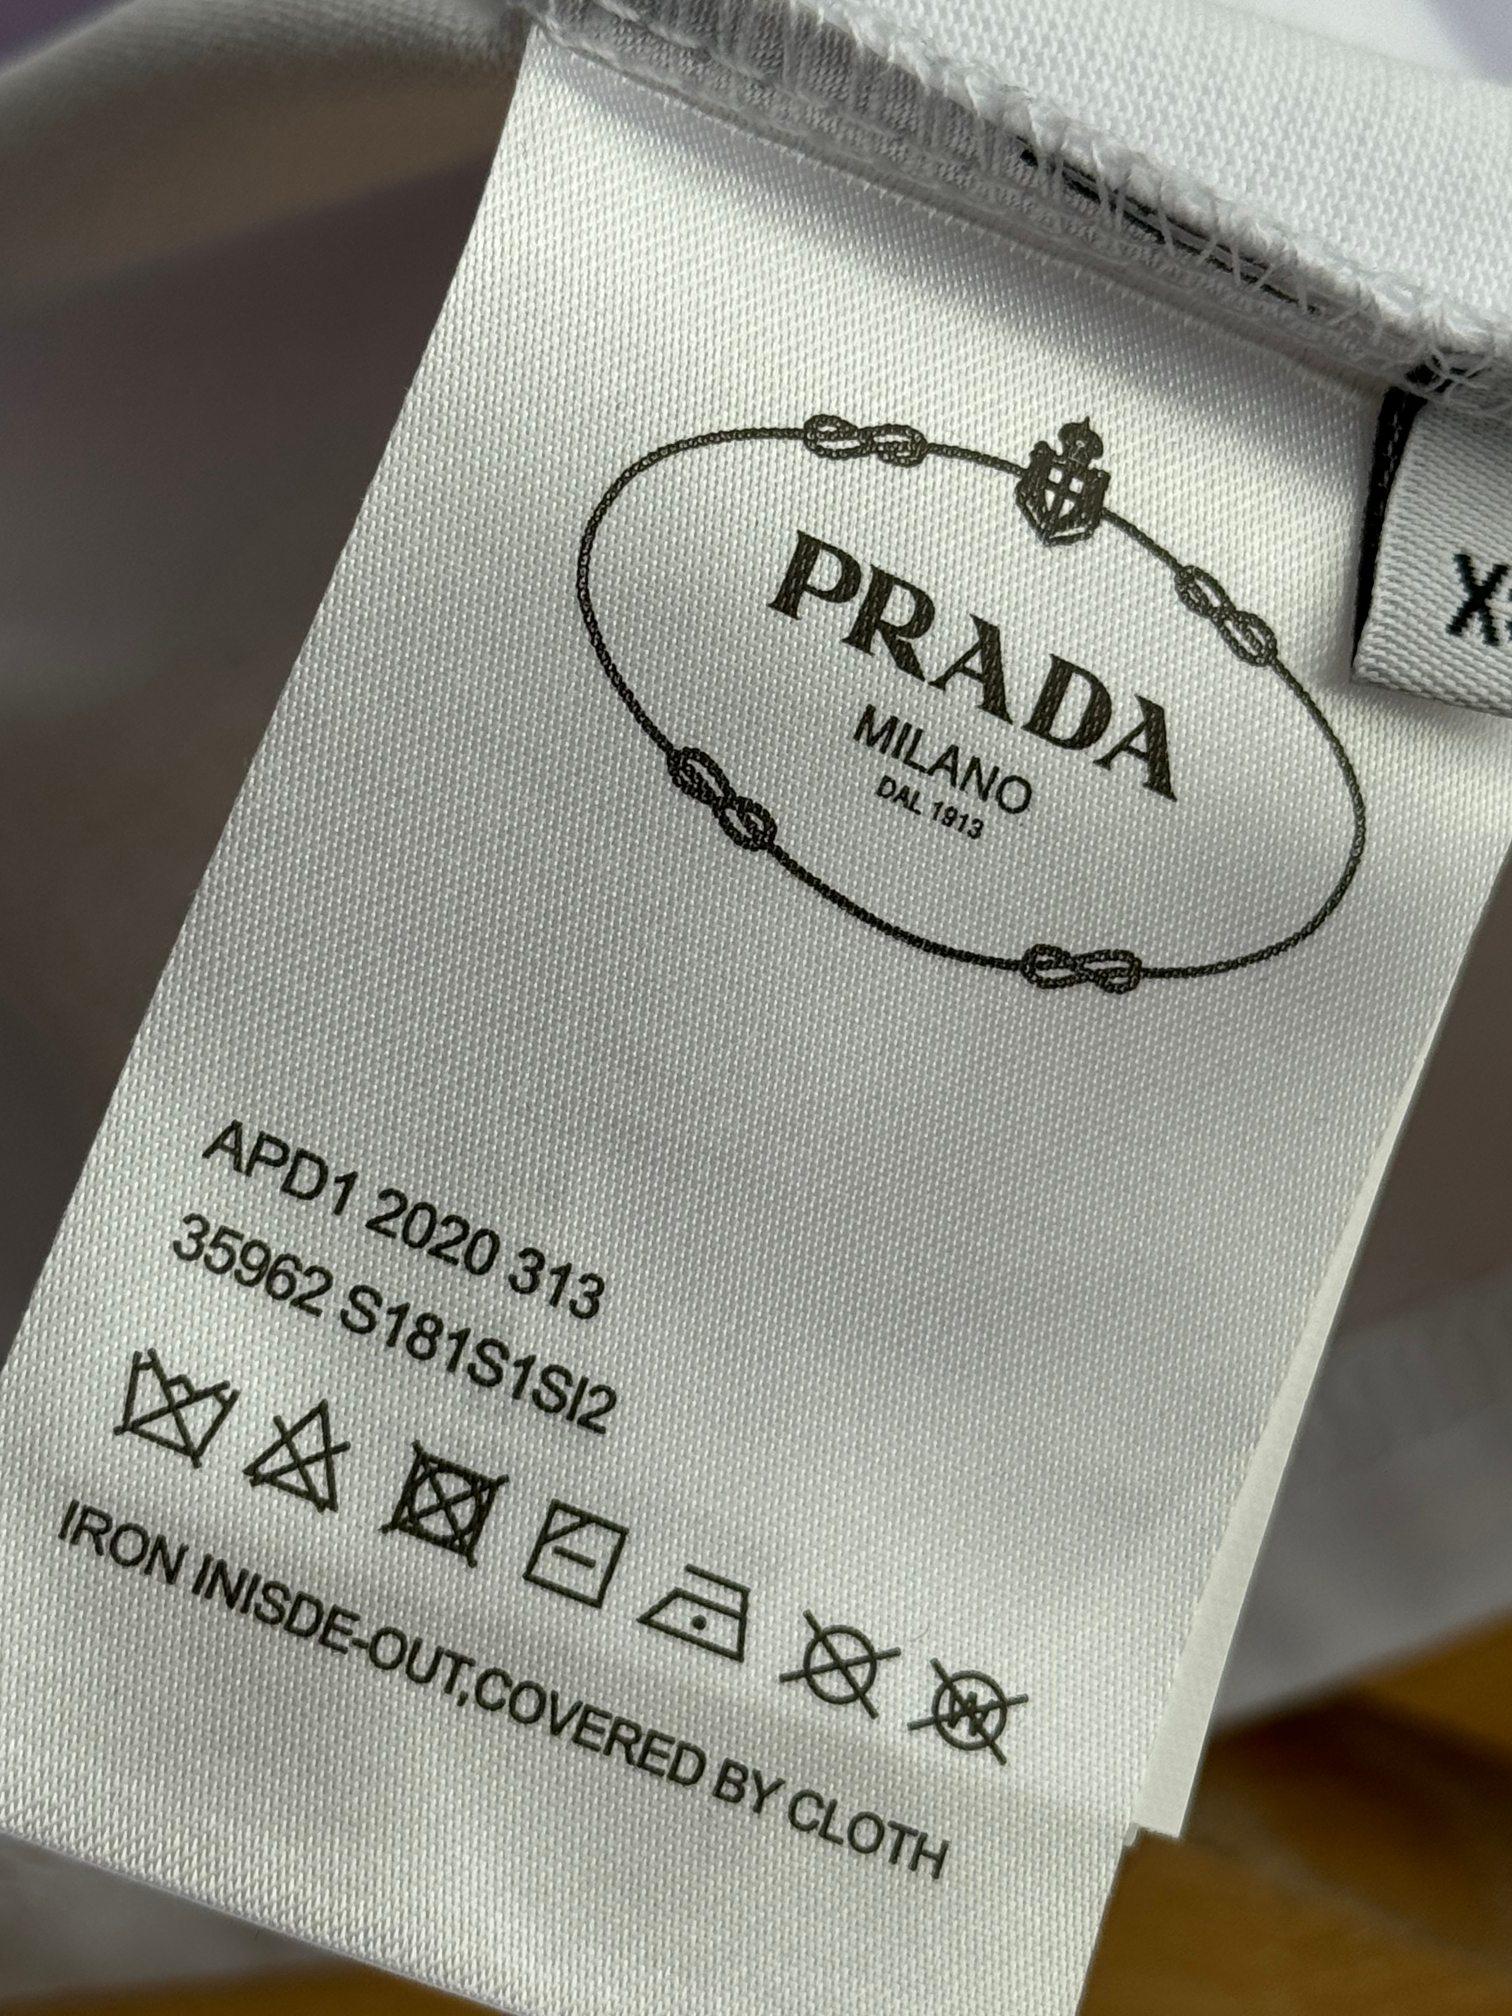 PRADA
MILANO
DAL 1913
APD1 2020 313
35962 S181S1SI2
IRON INISDE-OUT,COVERED BY CLOTH
W